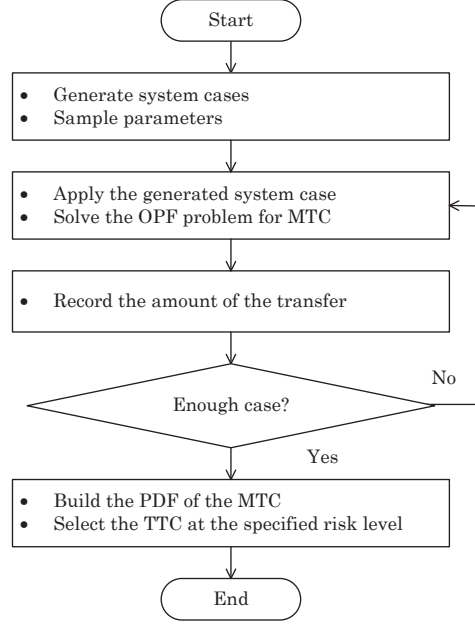 Start
• Generate system cases
• Sample parameters
• Apply the generated system case
• Solve the OPF problem for MTC
• Record the amount of the transfer
Enough case?
No
Yes
• Build the PDF of the MTC
• Select the TTC at the specified risk level
End